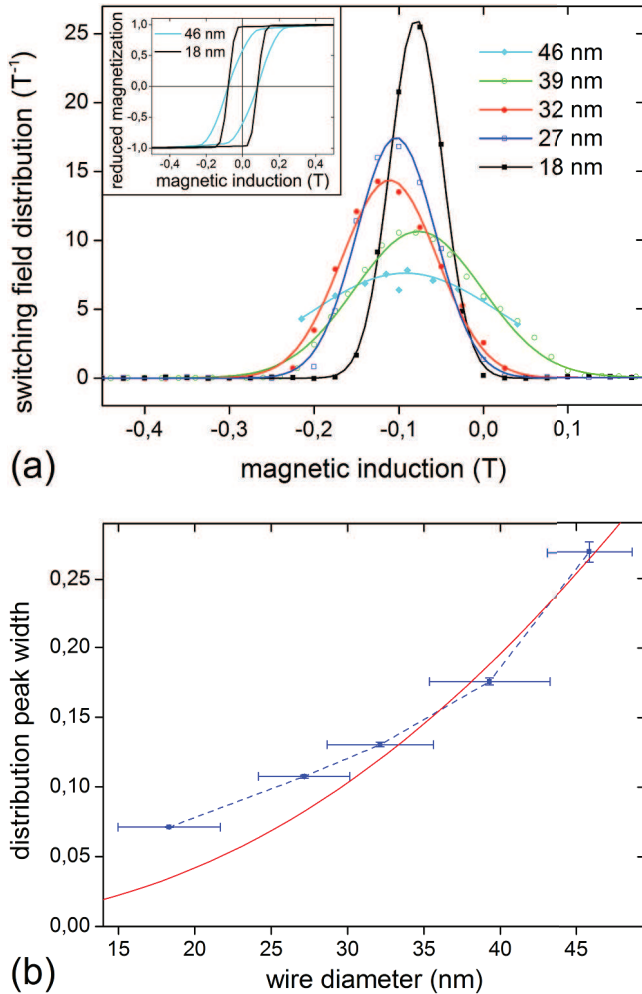 25
20
15
10
5
0
switching field distribution (T⁻¹)
1,0
0,5
0,0
-0,5
-1,0
reduced magnetization
46 nm
18 nm
-0,4 0,0 0,4
magnetic induction (T)
46 nm
39 nm
32 nm
27 nm
18 nm
-0,4 -0,3 -0,2 -0,1 0,0 0,1
(a) magnetic induction (T)
0,25
0,20
0,15
0,10
0,05
0,00
distribution peak width
15 20 25 30 35 40 45
(b) wire diameter (nm)